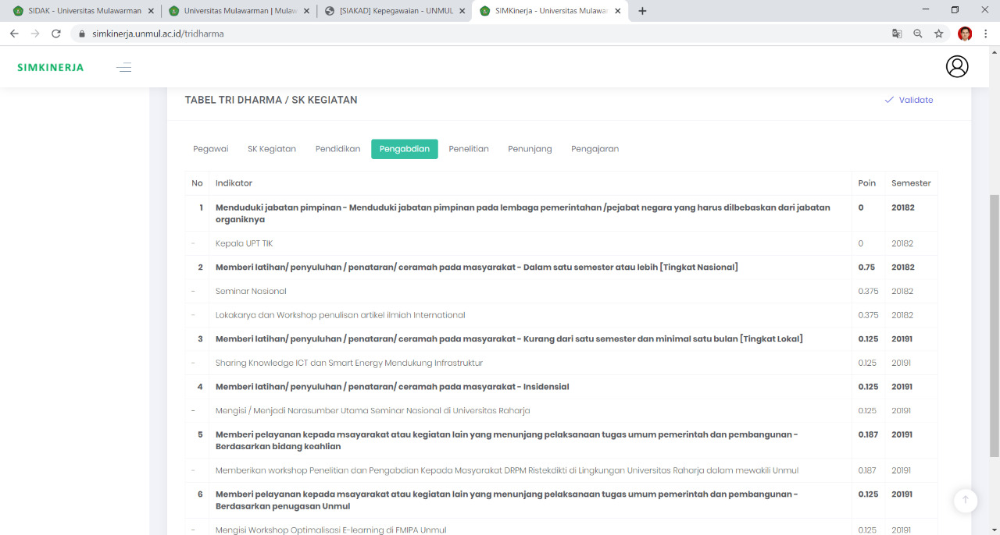 SIDAK - Universitas Mulawarman
Universitas Mulawarman | Mulaw
[SIAKAD] Kepegawaian - UNMUL
SIMKinerja - Universitas Mulawar
simkinerja.unmul.ac.id/tridharma
SIMKINERJA
TABEL TRI DHARMA / SK KEGIATAN
Validate
Pegawai SK Kegiatan Pendidikan Pengabdian Penelitian Penunjang Pengajaran
No Indikator Poin Semester
1 Menduduki jabatan pimpinan - Menduduki jabatan pimpinan pada lembaga pemerintahan /pejabat negara yang harus dilbebaskan dari jabatan 0 20182
organiknya
- Kepala UPT TIK 0 20182
2 Memberi latihan/ penyuluhan / penataran/ ceramah pada masyarakat - Dalam satu semester atau lebih [Tingkat Nasional] 0.75 20182
- Seminar Nasional 0.375 20182
- Lokakarya dan Workshop penulisan artikel ilmiah International 0.375 20182
3 Memberi latihan/ penyuluhan / penataran/ ceramah pada masyarakat - Kurang dari satu semester dan minimal satu bulan [Tingkat Lokal] 0.125 20191
- Sharing Knowledge ICT dan Smart Energy Mendukung Infrastruktur 0.125 20191
4 Memberi latihan/ penyuluhan / penataran/ ceramah pada masyarakat - Insidensial 0.125 20191
- Mengisi / Menjadi Narasumber Utama Seminar Nasional di Universitas Raharja 0.125 20191
5 Memberi pelayanan kepada msayarakat atau kegiatan lain yang menunjang pelaksanaan tugas umum pemerintah dan pembangunan - 0.187 20191
Berdasarkan bidang keahlian
- Memberikan workshop Penelitian dan Pengabdian Kepada Masyarakat DRPM Ristekdikti di Lingkungan Universitas Raharja dalam mewakili Unmul 0.187 20191
6 Memberi pelayanan kepada msayarakat atau kegiatan lain yang menunjang pelaksanaan tugas umum pemerintah dan pembangunan - 0.125 20191
Berdasarkan penugasan Unmul
- Mengisi Workshop Optimalisasi E-learning di FMIPA Unmul 0.125 20191